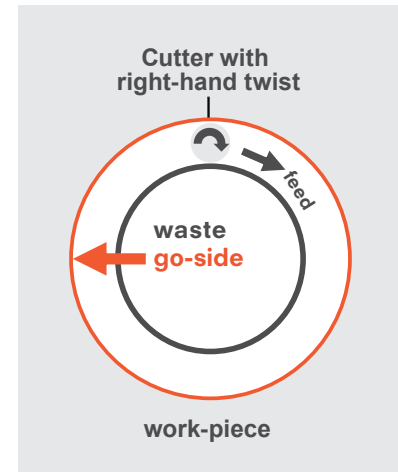 Cutter with
right-hand twist
feed
waste
go-side
work-piece